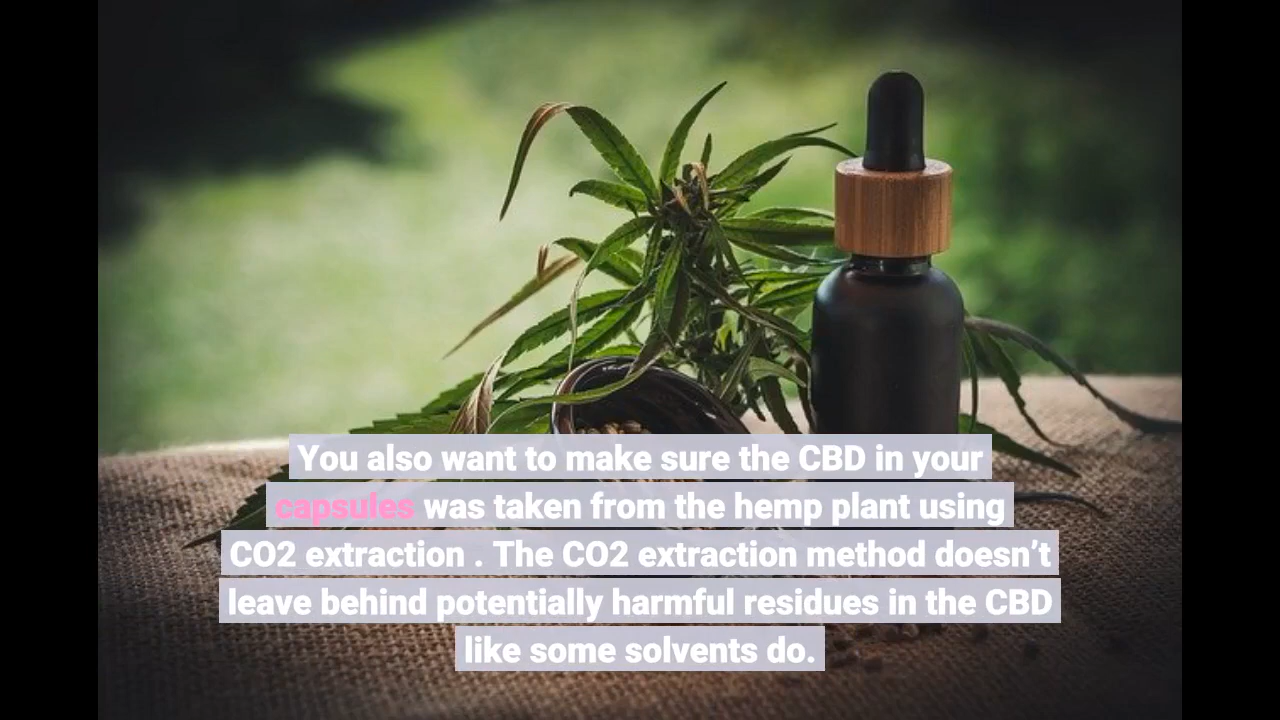 You also want to make sure the CBD in your
capsules was taken from the hemp plant using
CO2 extraction . The CO2 extraction method doesn’t
leave behind potentially harmful residues in the CBD
like some solvents do.